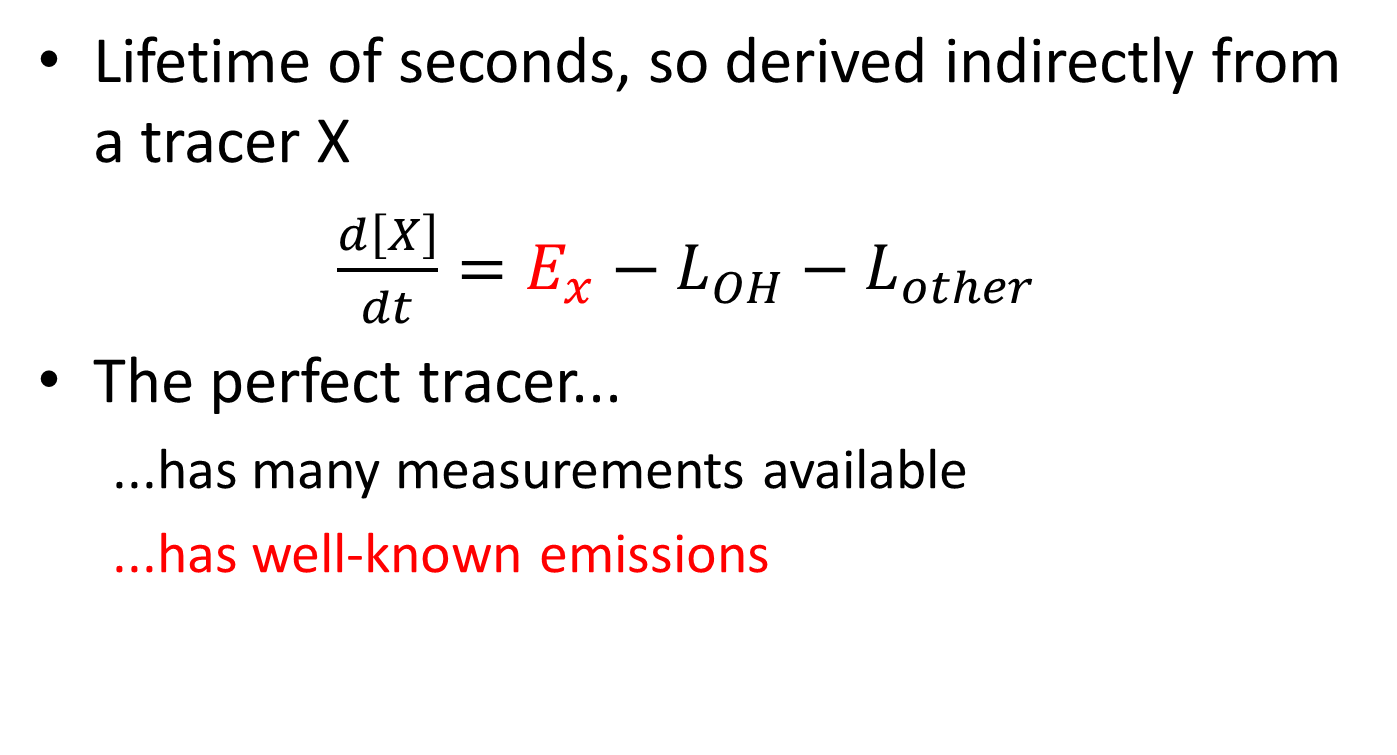 • Lifetime of seconds, so derived indirectly from
a tracer X
d[X]/dt = Eₓ − L_OH − L_other
• The perfect tracer...
...has many measurements available
...has well-known emissions